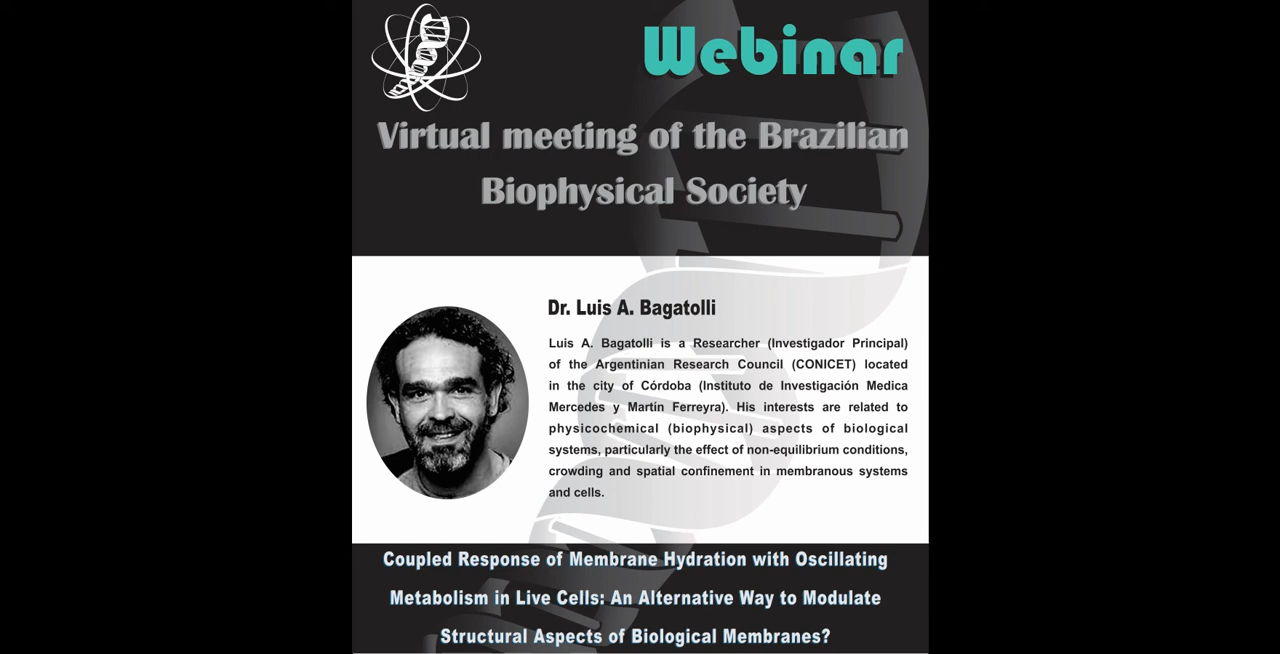 Webinar
Virtual meeting of the Brazilian
Biophysical Society
Dr. Luis A. Bagatolli
Luis A. Bagatolli is a Researcher (Investigador Principal)
of the Argentinian Research Council (CONICET) located
in the city of Córdoba (Instituto de Investigación Medica
Mercedes y Martín Ferreyra). His interests are related to
physicochemical (biophysical) aspects of biological
systems, particularly the effect of non-equilibrium conditions,
crowding and spatial confinement in membranous systems
and cells.
Coupled Response of Membrane Hydration with Oscillating
Metabolism in Live Cells: An Alternative Way to Modulate
Structural Aspects of Biological Membranes?